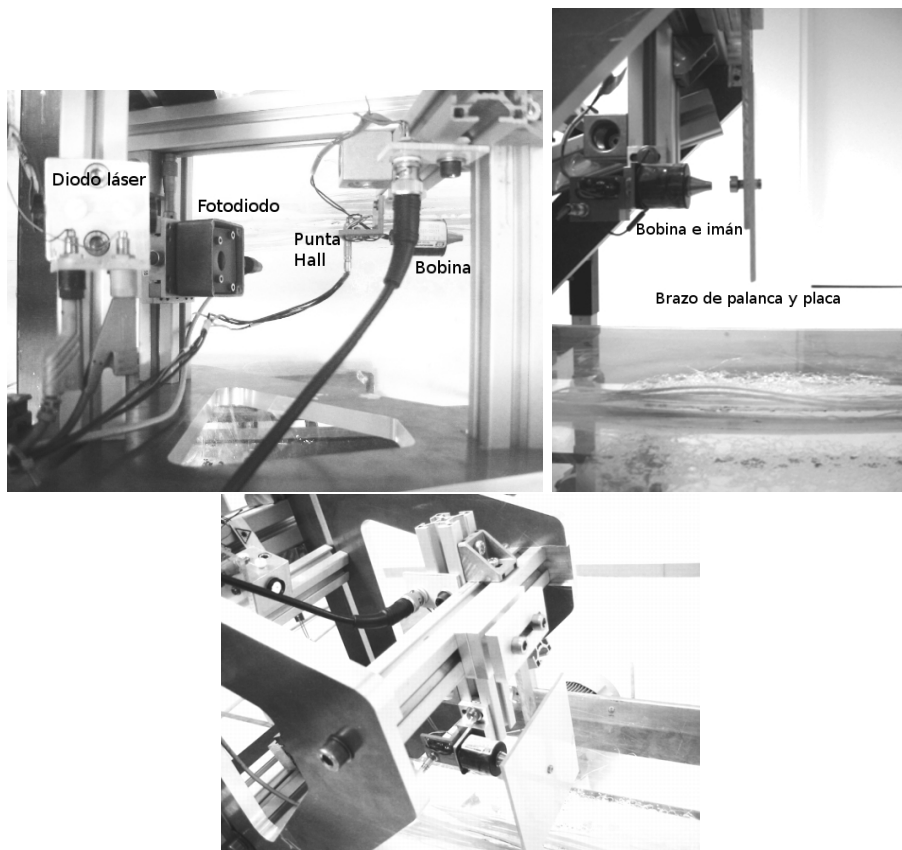 Diodo láser
Fotodiodo
Punta
Hall
Bobina
Bobina e imán
Brazo de palanca y placa